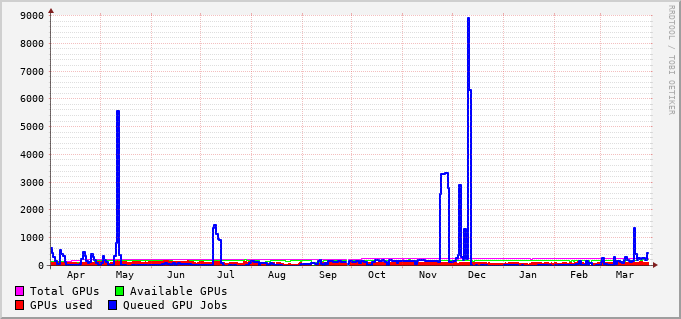 9000
8000
7000
6000
5000
4000
3000
2000
1000
0
Apr May Jun Jul Aug Sep Oct Nov Dec Jan Feb Mar
Total GPUs Available GPUs
GPUs used Queued GPU Jobs
RRDTOOL / TOBI OETIKER